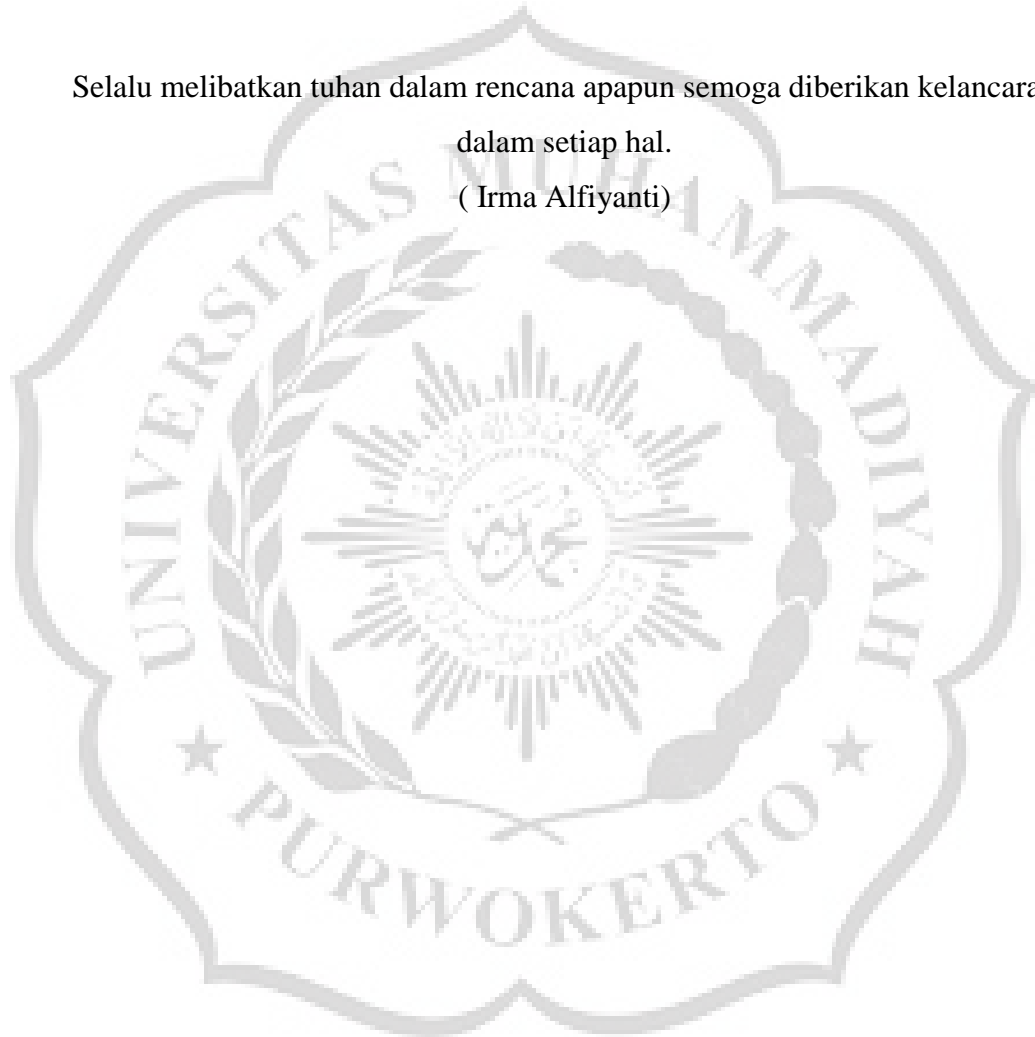 Selalu melibatkan tuhan dalam rencana apapun semoga diberikan kelancara
dalam setiap hal.
( Irma Alfiyanti)
UNIVERSITAS MUHAMMADIYAH
PURWOKERTO